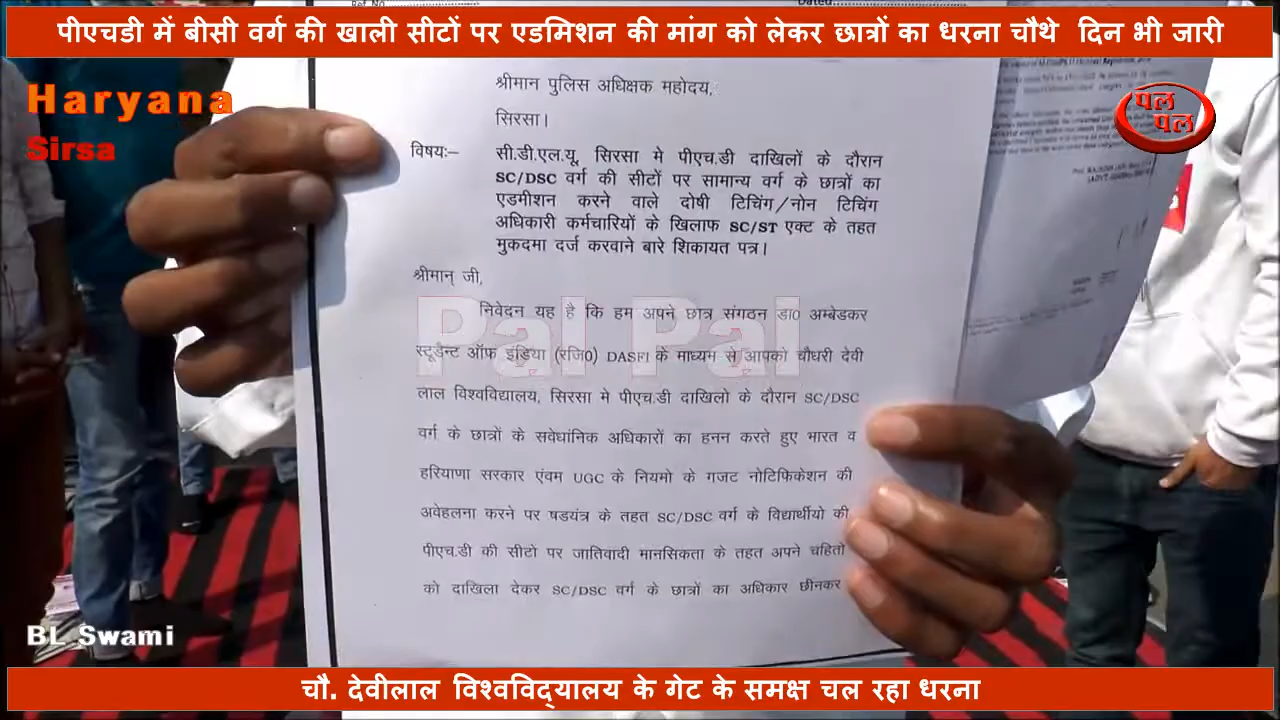 Ref No.
Dated
पीएचडी में बीसी वर्ग की खाली सीटों पर एडमिशन की मांग को लेकर छात्रों का धरना चौथे दिन भी जारी
Haryana
Sirsa
पल
पल
श्रीमान पुलिस अधिक्षक महोदय,
सिरसा।
विषयः–
सी.डी.एल.यू. सिरसा मे पीएच.डी दाखिलों के दौरान
SC/DSC वर्ग की सीटों पर सामान्य वर्ग के छात्रों का
एडमीशन करने वाले दोषी टिचिंग/नोन टिचिंग
अधिकारी कर्मचारियों के खिलाफ SC/ST एक्ट के तहत
मुकदमा दर्ज करवाने बारे शिकायत पत्र।
श्रीमान् जी,
निवेदन यह है कि हम अपने छात्र संगठन डा0 अम्बेडकर
स्टूडैन्ट ऑफ इंडिया (रजि0) DASFI के माध्यम से आपको चौधरी देवी
लाल विश्वविद्यालय, सिरसा मे पीएच.डी दाखिलो के दौरान SC/DSC
वर्ग के छात्रों के सवेधांनिक अधिकारों का हनन करते हुए भारत व
हरियाणा सरकार एंवम UGC के नियमो के गजट नोटिफिकेशन की
अवेहलना करने पर षडयंत्र के तहत SC/DSC वर्ग के विद्यार्थीयो की
पीएच.डी की सीटो पर जातिवादी मानसिकता के तहत अपने चहितो
को दाखिला देकर SC/DSC वर्ग के छात्रों का अधिकार छीनकर
Pal Pal
BL Swami
चौ. देवीलाल विश्वविद्यालय के गेट के समक्ष चल रहा धरना